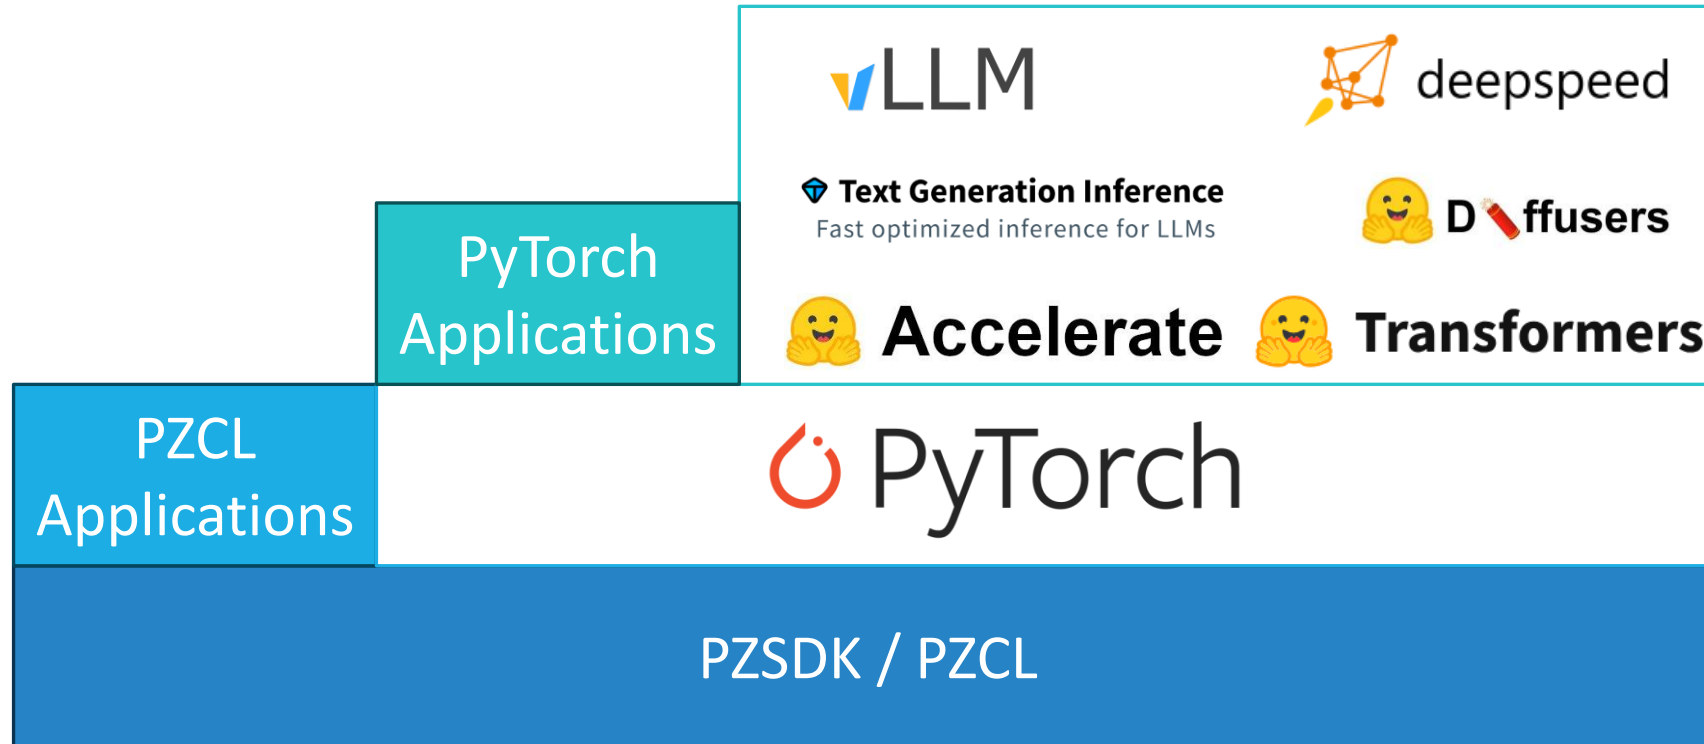 vLLM
deepspeed
Text Generation Inference
Fast optimized inference for LLMs
Diffusers
PyTorch
Applications
Accelerate
Transformers
PZCL
Applications
PyTorch
PZSDK / PZCL